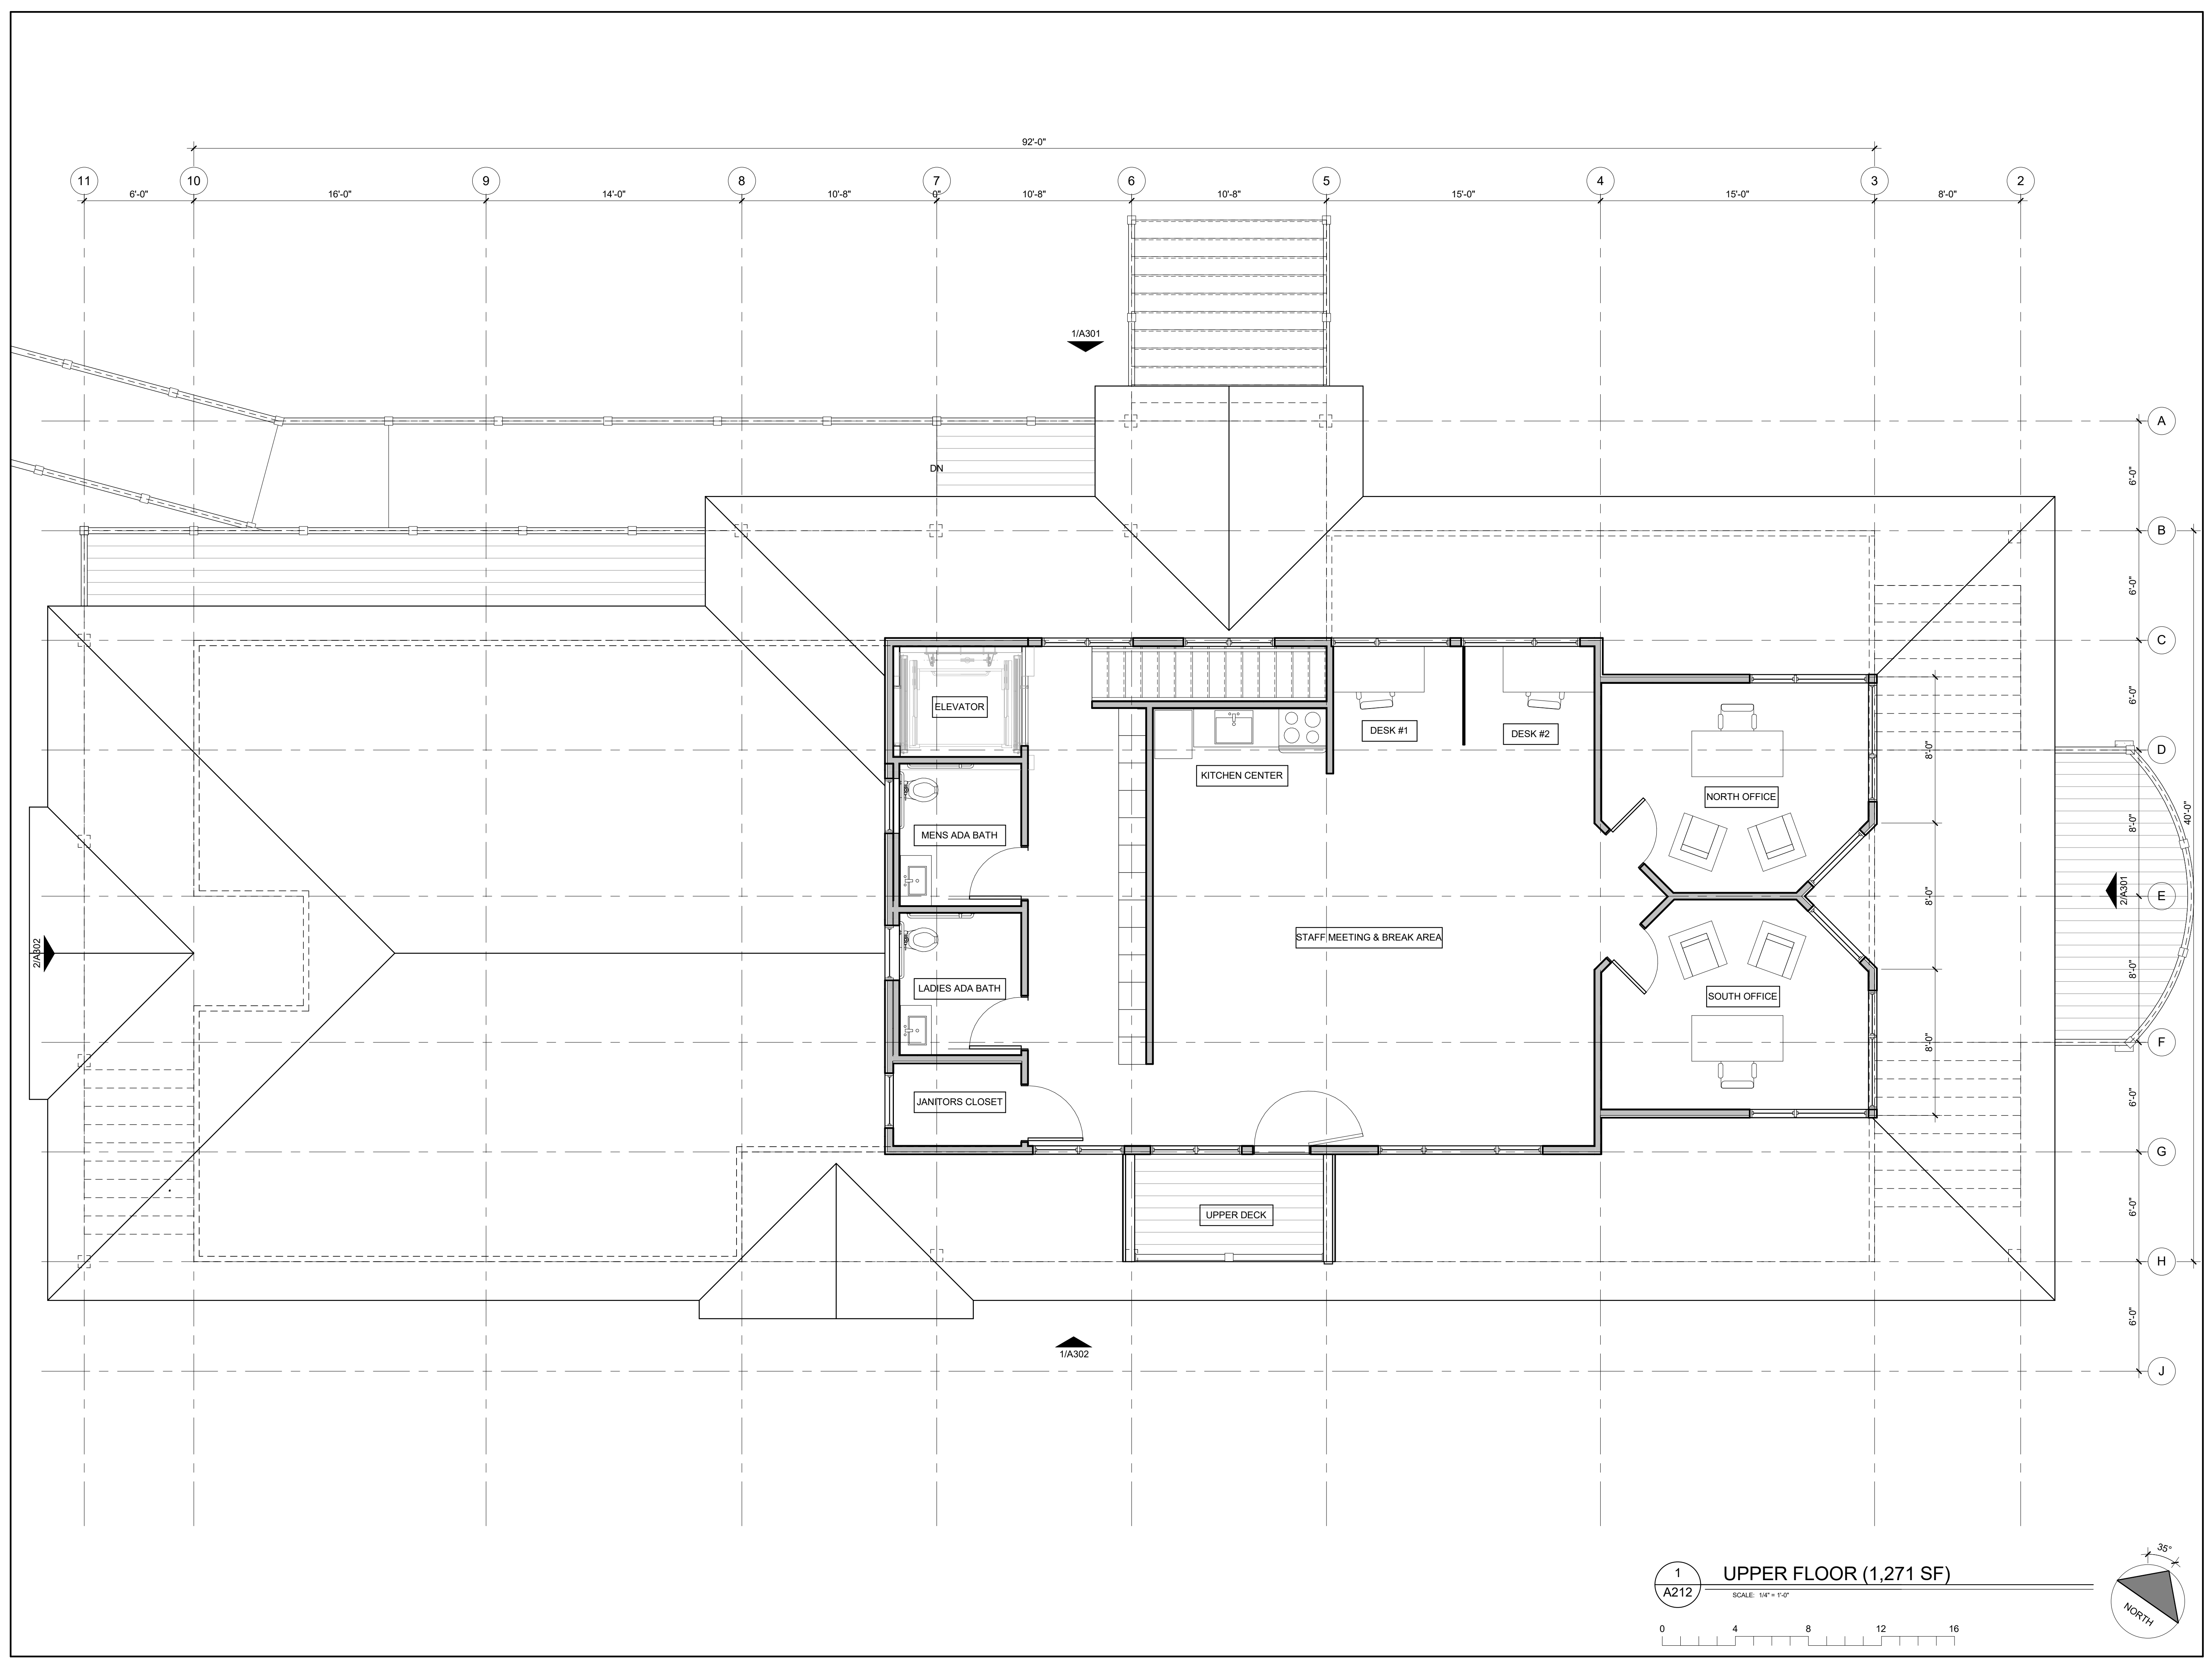 92'-0"
11
10
9
8
7
6
5
4
3
2
6'-0"
16'-0"
14'-0"
10'-8"
0"
10'-8"
10'-8"
15'-0"
15'-0"
8'-0"
1/A301
A
6'-0"
DN
B
6'-0"
C
6'-0"
ELEVATOR
DESK #1
DESK #2
D
8'-0"
KITCHEN CENTER
NORTH OFFICE
8'-0"
40'-0"
MENS ADA BATH
8'-0"
2/A301
E
STAFF MEETING & BREAK AREA
2/A302
8'-0"
LADIES ADA BATH
SOUTH OFFICE
8'-0"
F
JANITORS CLOSET
6'-0"
G
6'-0"
UPPER DECK
H
6'-0"
1/A302
J
1
A212
UPPER FLOOR (1,271 SF)
SCALE: 1/4" = 1'-0"
35°
NORTH
0 4 8 12 16